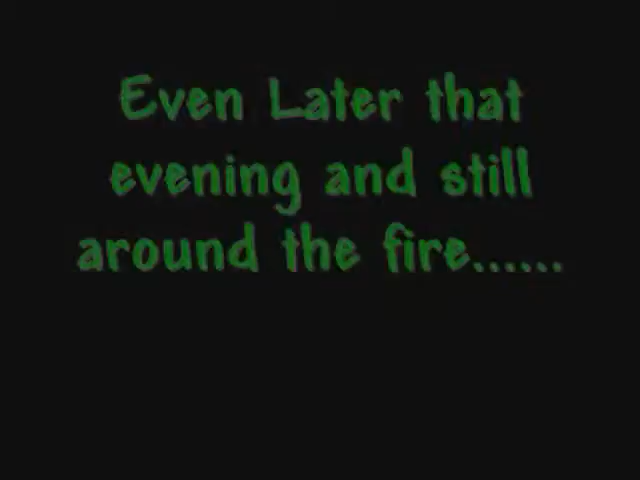 Even Later that
evening and still
around the fire......